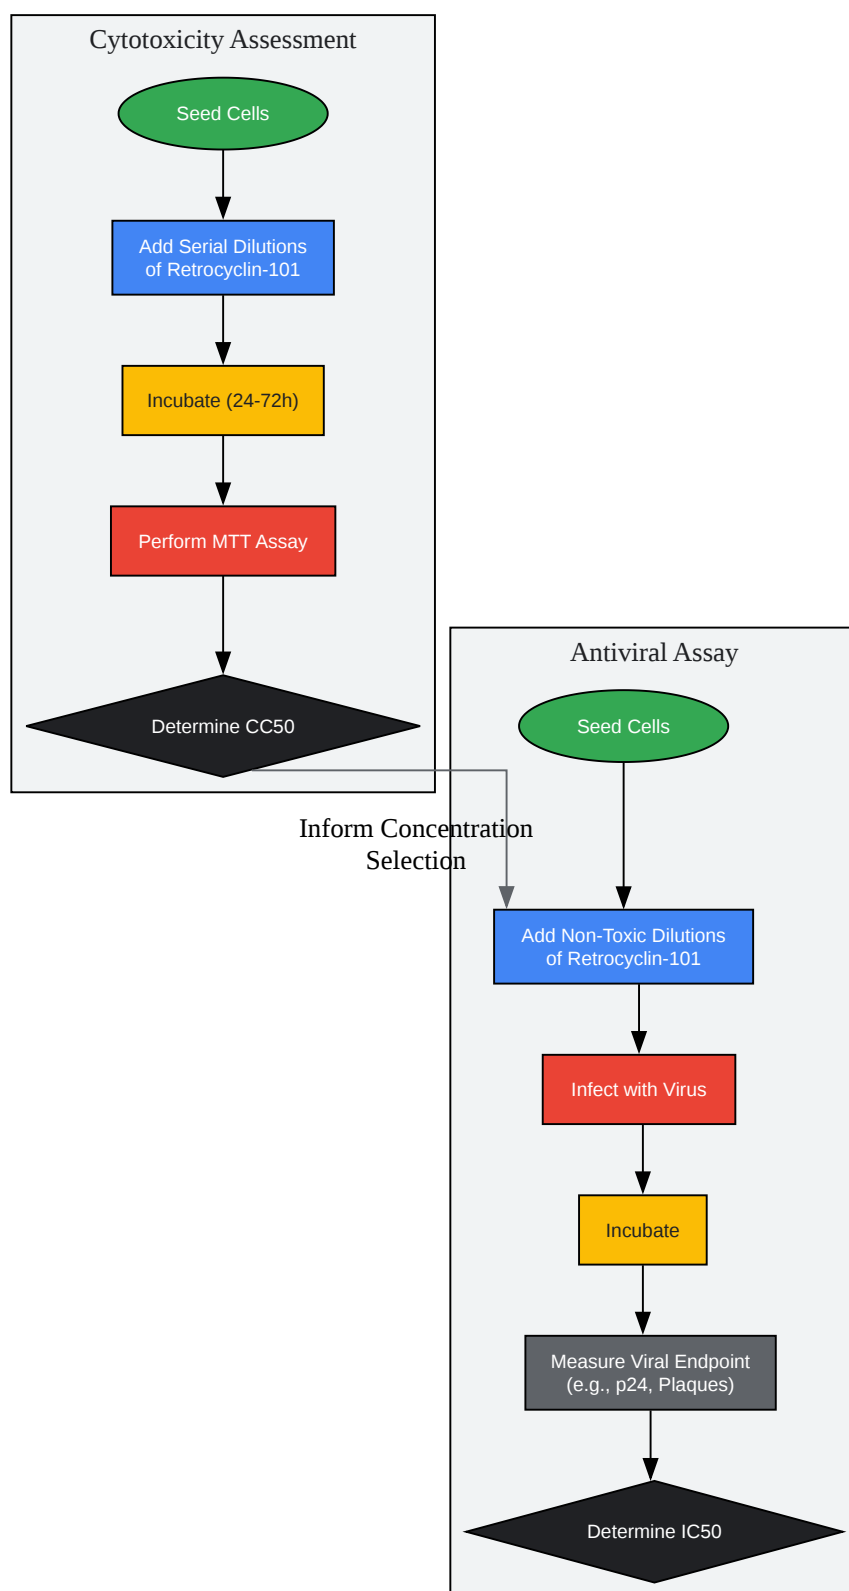 Cytotoxicity Assessment
Seed Cells
Add Serial Dilutions
of Retrocyclin-101
Incubate (24-72h)
Perform MTT Assay
Determine CC50
Inform Concentration
Selection
Antiviral Assay
Seed Cells
Add Non-Toxic Dilutions
of Retrocyclin-101
Infect with Virus
Incubate
Measure Viral Endpoint
(e.g., p24, Plaques)
Determine IC50